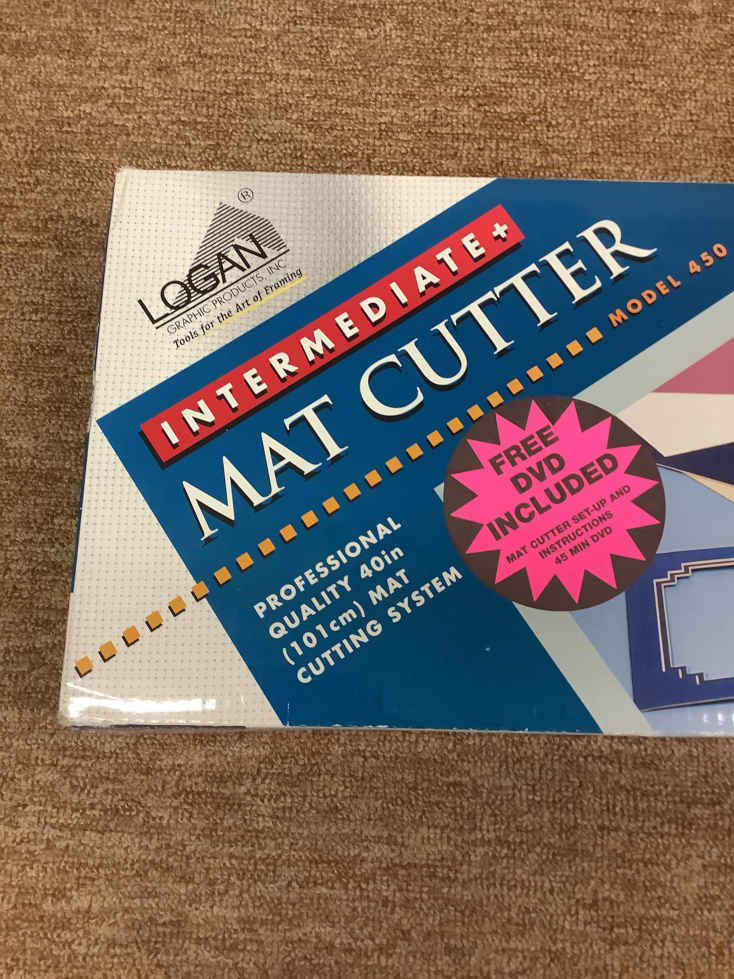 ®
LOGAN
GRAPHIC PRODUCTS, INC
Tools for the Art of Framing
INTERMEDIATE+
MAT CUTTER
MODEL 450
FREE
DVD
INCLUDED
MAT CUTTER SET-UP AND
INSTRUCTIONS
45 MIN DVD
PROFESSIONAL
QUALITY 40in
(101cm) MAT
CUTTING SYSTEM